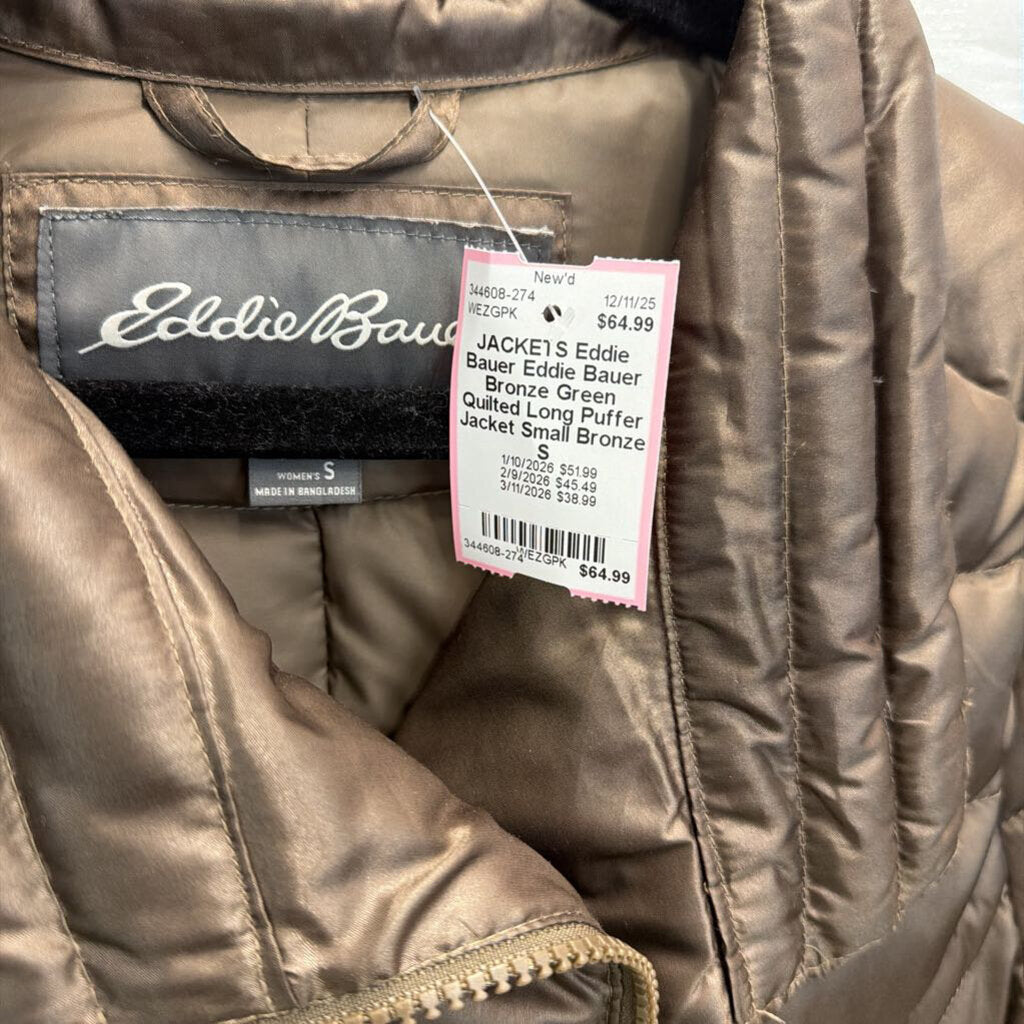 Eddie Bauer
WOMEN'S S
MADE IN BANGLADESH
New'd
344608-274 12/11/25
WEZGPK $64.99
JACKETS Eddie
Bauer Eddie Bauer
Bronze Green
Quilted Long Puffer
Jacket Small Bronze
S
1/10/2026 $51.99
2/9/2026 $45.49
3/11/2026 $38.99
344608-274 WEZGPK $64.99